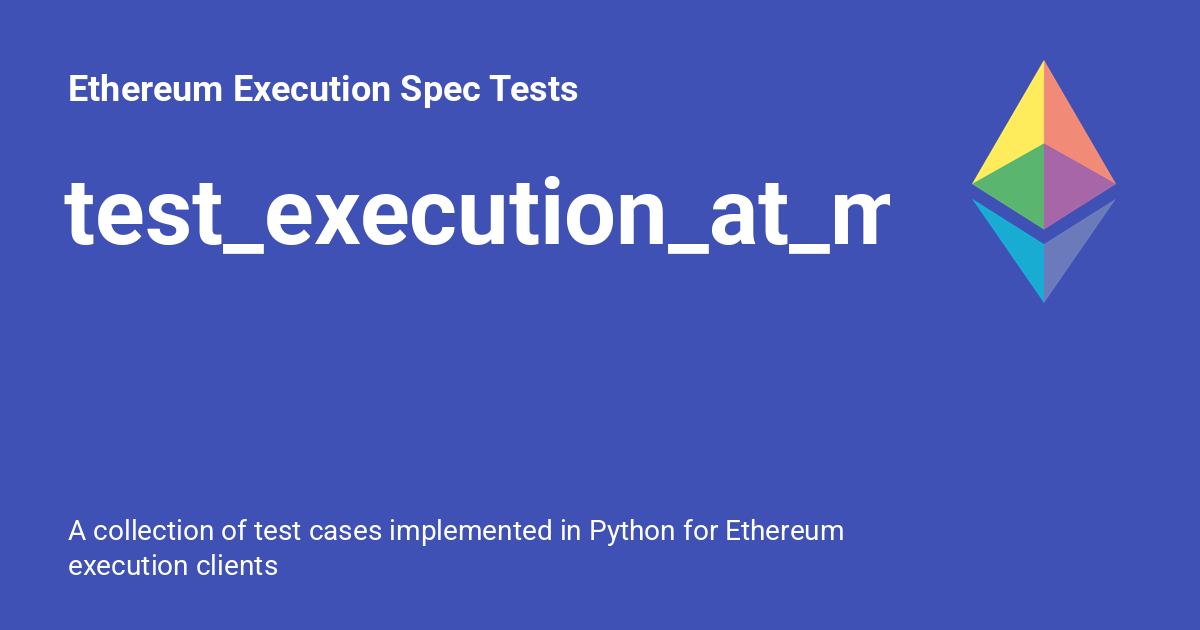 Ethereum Execution Spec Tests
test_execution_at_m
A collection of test cases implemented in Python for Ethereum
execution clients